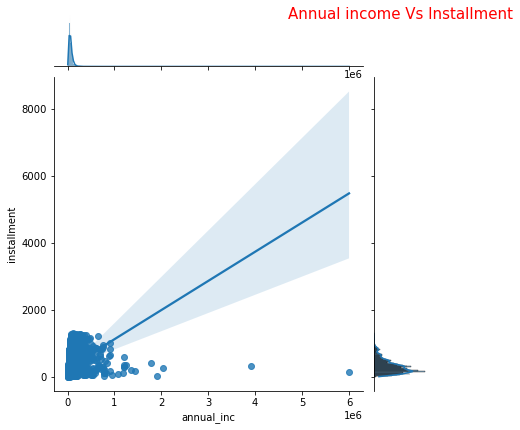 Annual income Vs Installment
1e6
8000
6000
4000
2000
0
installment
0 1 2 3 4 5 6
1e6
annual_inc